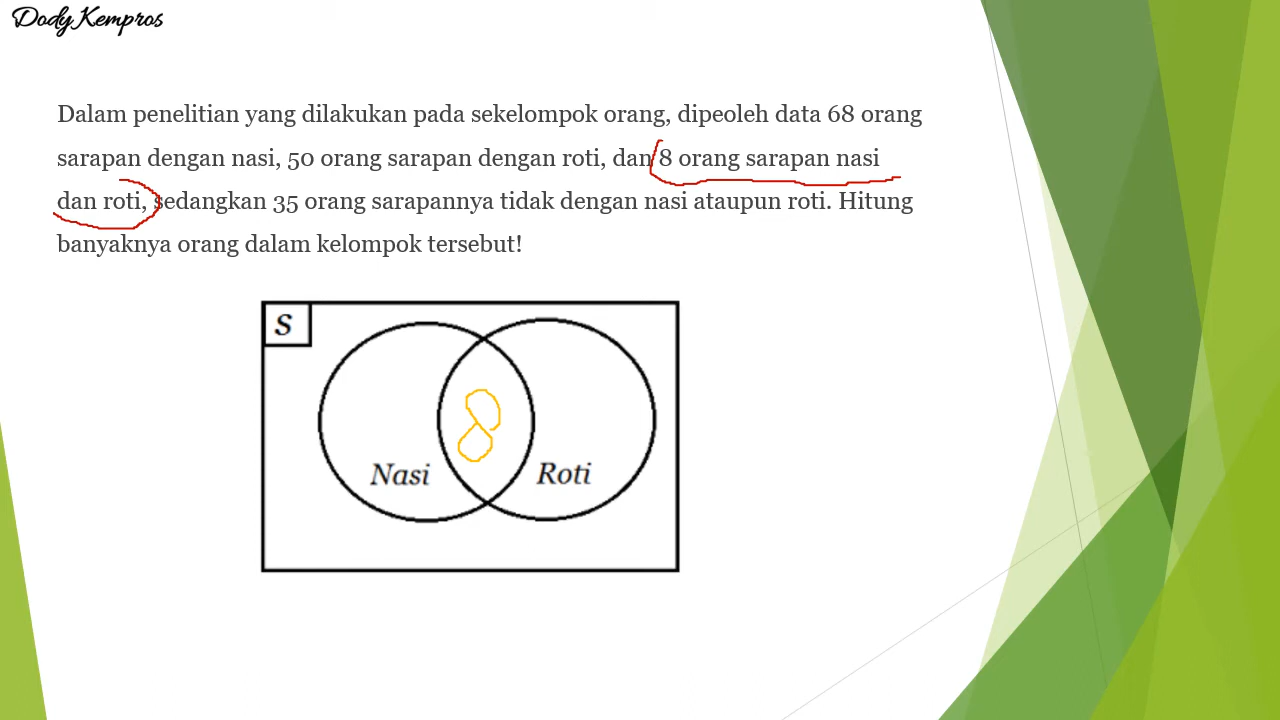 Dody Kempros
Dalam penelitian yang dilakukan pada sekelompok orang, dipeoleh data 68 orang
sarapan dengan nasi, 50 orang sarapan dengan roti, dan 8 orang sarapan nasi
dan roti, sedangkan 35 orang sarapannya tidak dengan nasi ataupun roti. Hitung
banyaknya orang dalam kelompok tersebut!
S
8
Nasi Roti